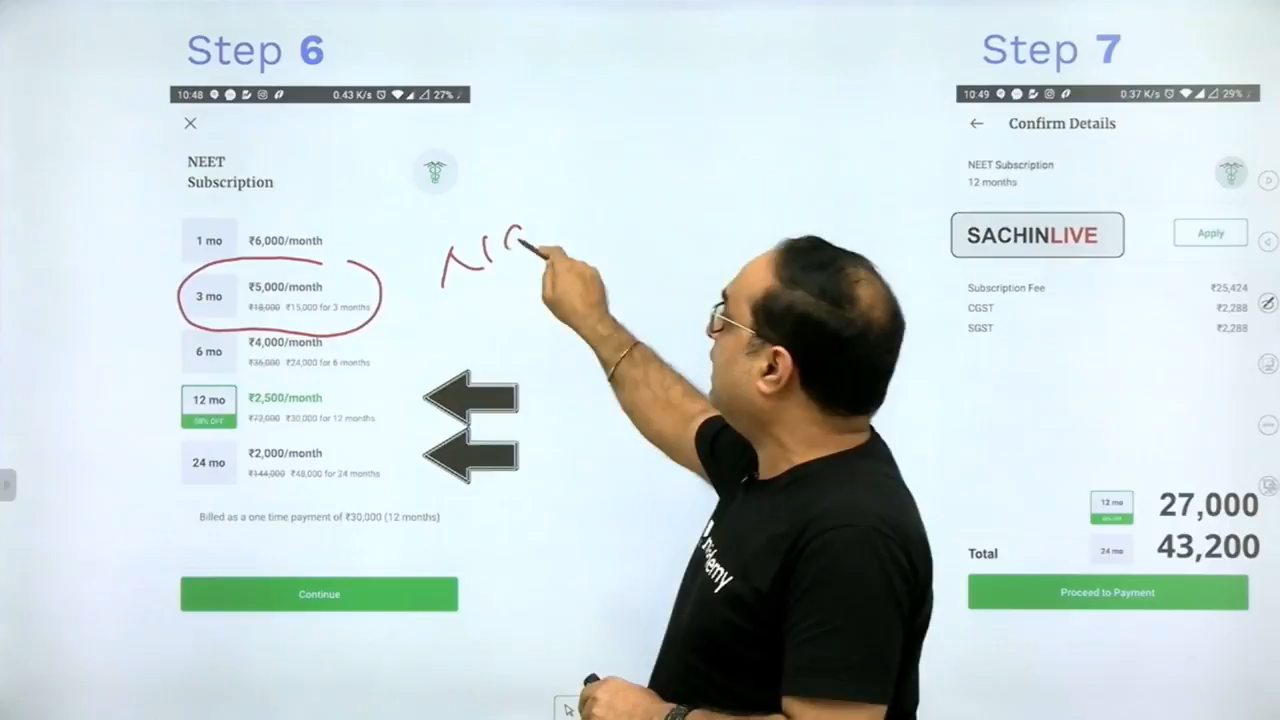 Step 6
10:48 0.43 K/s 27%
NEET
Subscription
1 mo ₹6,000/month
3 mo ₹5,000/month
₹18,000 ₹15,000 for 3 months
6 mo ₹4,000/month
₹36,000 ₹24,000 for 6 months
12 mo ₹2,500/month
58% OFF ₹72,000 ₹30,000 for 12 months
24 mo ₹2,000/month
₹144,000 ₹48,000 for 24 months
Billed as a one time payment of ₹30,000 (12 months)
Continue
Step 7
10:49 0.37 K/s 29%
Confirm Details
NEET Subscription
12 months
SACHINLIVE Apply
Subscription Fee ₹25,424
CGST ₹2,288
SGST ₹2,288
12 mo 27,000
Total 24 mo 43,200
Proceed to Payment